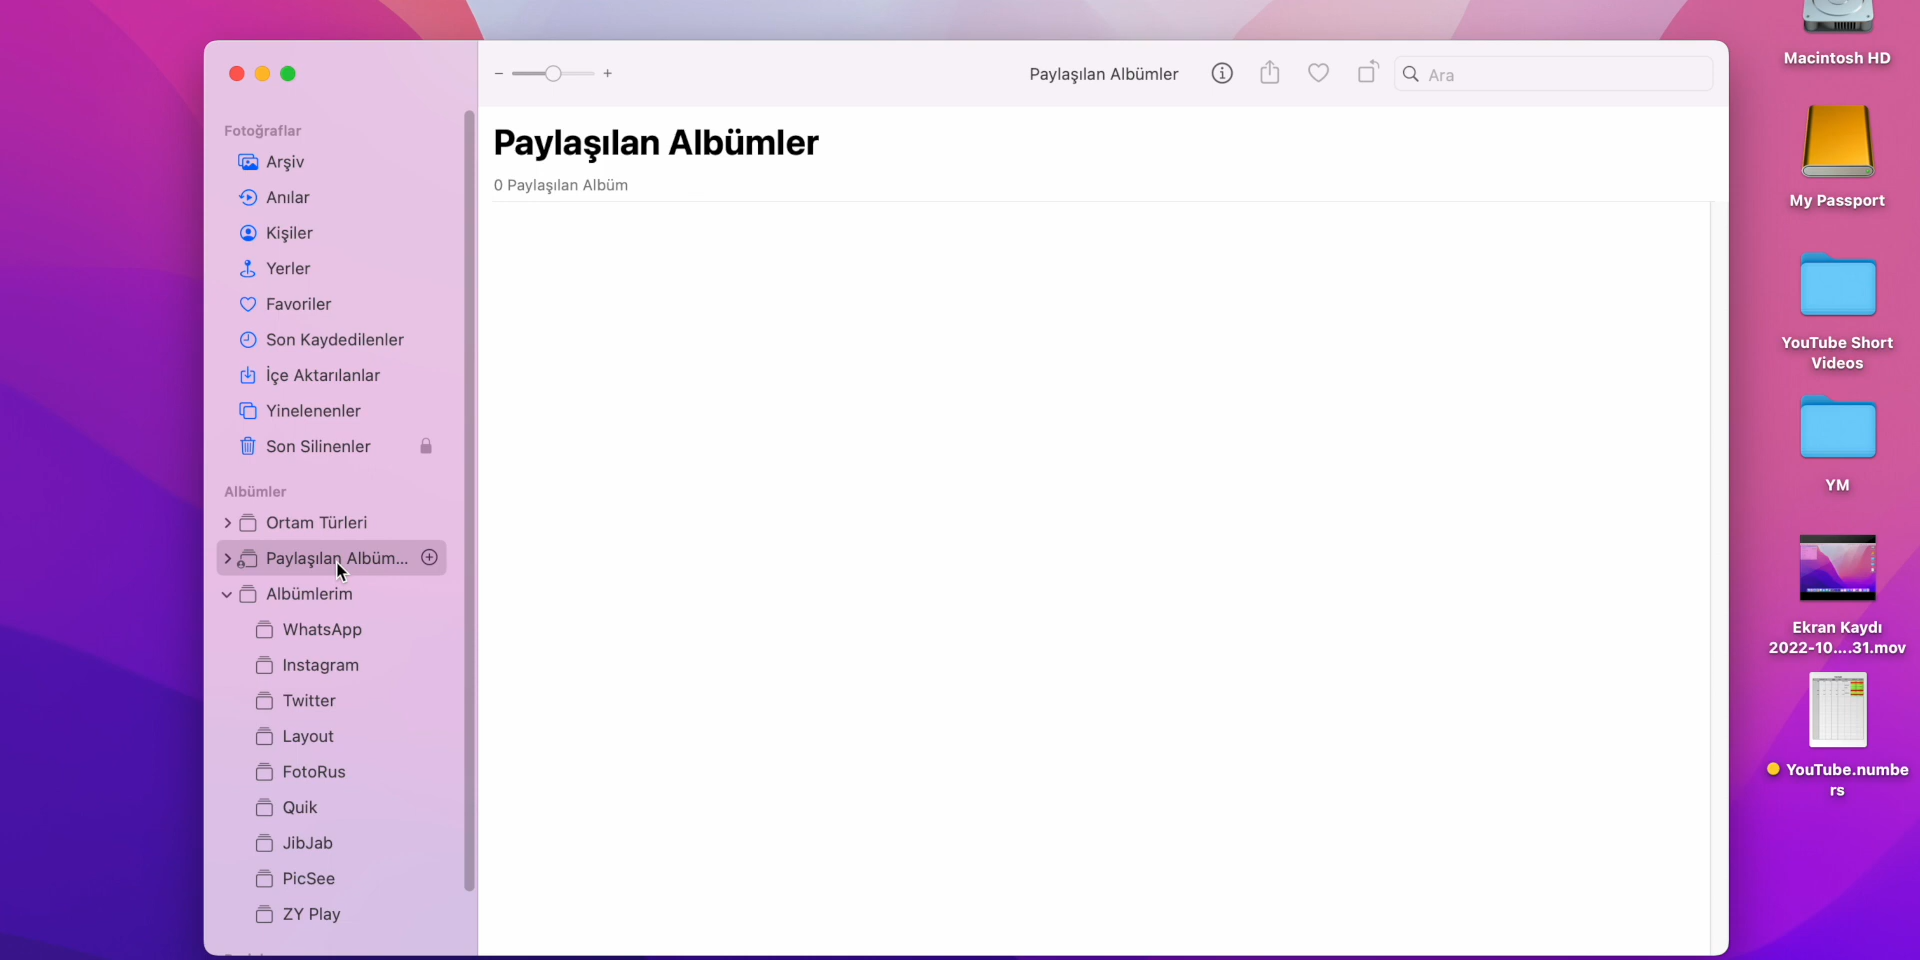 Paylaşılan Albümler
Ara
Fotoğraflar
Arşiv
Anılar
Kişiler
Yerler
Favoriler
Son Kaydedilenler
İçe Aktarılanlar
Yinelenenler
Son Silinenler
Albümler
Ortam Türleri
Paylaşılan Albüm...
Albümlerim
WhatsApp
Instagram
Twitter
Layout
FotoRus
Quik
JibJab
PicSee
ZY Play
Paylaşılan Albümler
0 Paylaşılan Albüm
Macintosh HD
My Passport
YouTube Short
Videos
YM
Ekran Kaydı
2022-10....31.mov
YouTube.numbe
rs